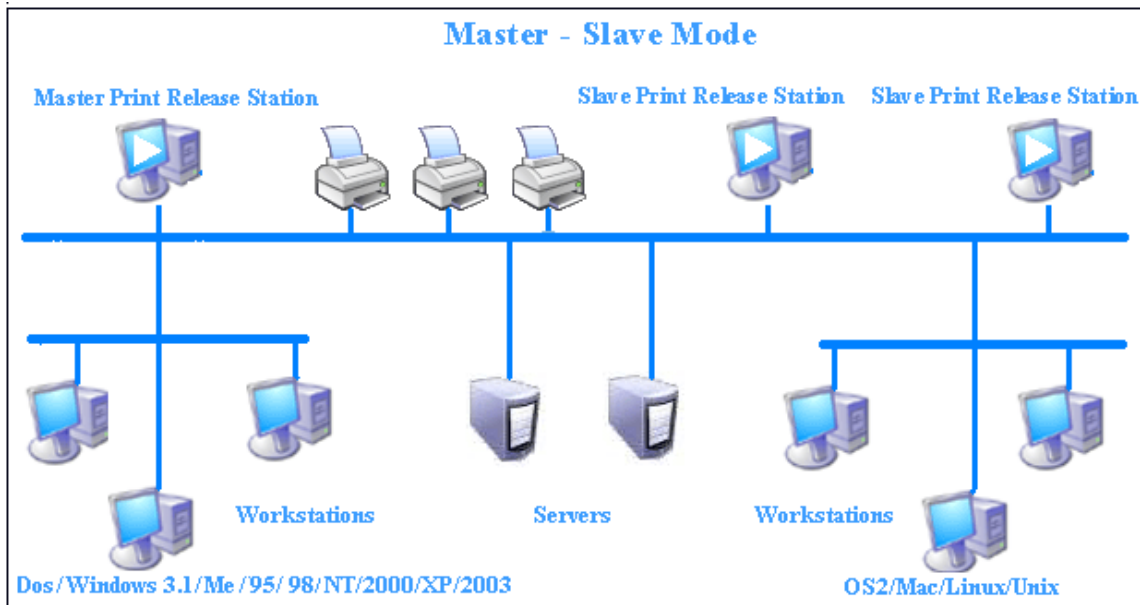 Master - Slave Mode
Master Print Release Station
Slave Print Release Station
Slave Print Release Station
Workstations
Servers
Workstations
Dos/Windows 3.1/Me/95/98/NT/2000/XP/2003
OS2/Mac/Linux/Unix